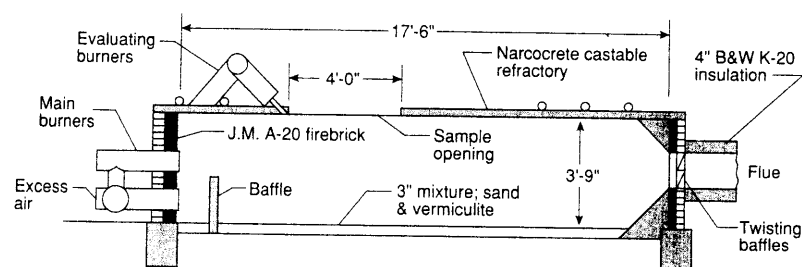 17'-6"
Evaluating
burners
4'-0"
Narcocrete castable
refractory
4" B&W K-20
insulation
Main
burners
J.M. A-20 firebrick
Sample
opening
Excess
air
Baffle
3" mixture; sand
& vermiculite
3'-9"
Flue
Twisting
baffles